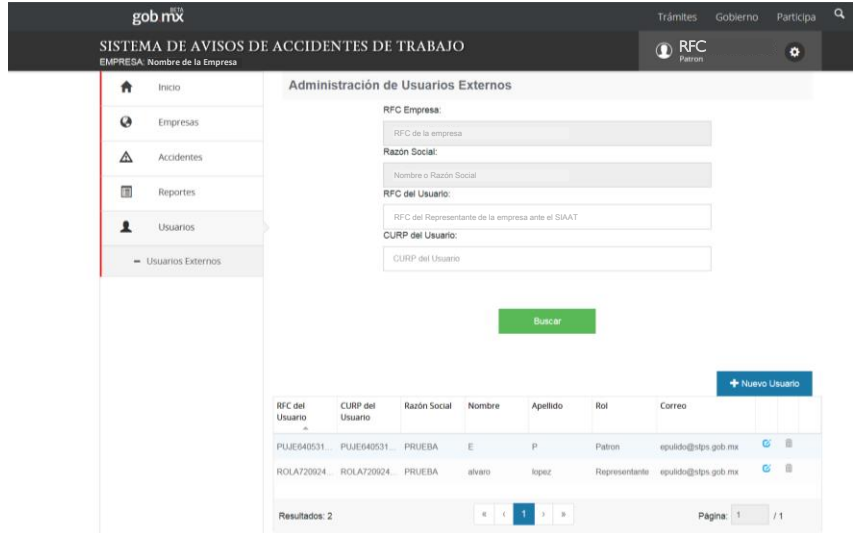 gob mx
BETA
Trámites Gobierno Participa
SISTEMA DE AVISOS DE ACCIDENTES DE TRABAJO
EMPRESA: Nombre de la Empresa
RFC
Patron
Inicio
Empresas
Accidentes
Reportes
Usuarios
Usuarios Externos
Administración de Usuarios Externos
RFC Empresa:
RFC de la empresa
Razón Social:
Nombre o Razón Social
RFC del Usuario:
RFC del Representante de la empresa ante el SIAAT
CURP del Usuario:
CURP del Usuario
Buscar
+ Nuevo Usuario
RFC del Usuario CURP del Usuario Razón Social Nombre Apellido Rol Correo
PUJE640531... PUJE640531... PRUEBA E P Patron epulido@stps.gob.mx
ROLA720924... ROLA720924... PRUEBA alvaro lopez Representante epulido@stps.gob.mx
Resultados: 2 « ‹ 1 › » Página: 1 / 1